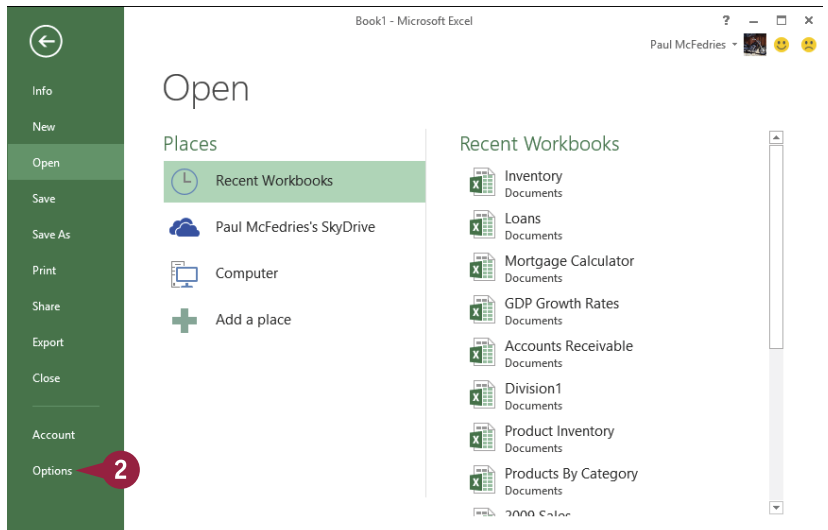 Book1 - Microsoft Excel
?
Paul McFedries
Info
New
Open
Save
Save As
Print
Share
Export
Close
Account
Options
2
Open
Places
Recent Workbooks
Paul McFedries's SkyDrive
Computer
Add a place
Recent Workbooks
Inventory
Documents
Loans
Documents
Mortgage Calculator
Documents
GDP Growth Rates
Documents
Accounts Receivable
Documents
Division1
Documents
Product Inventory
Documents
Products By Category
Documents
2009 Sales